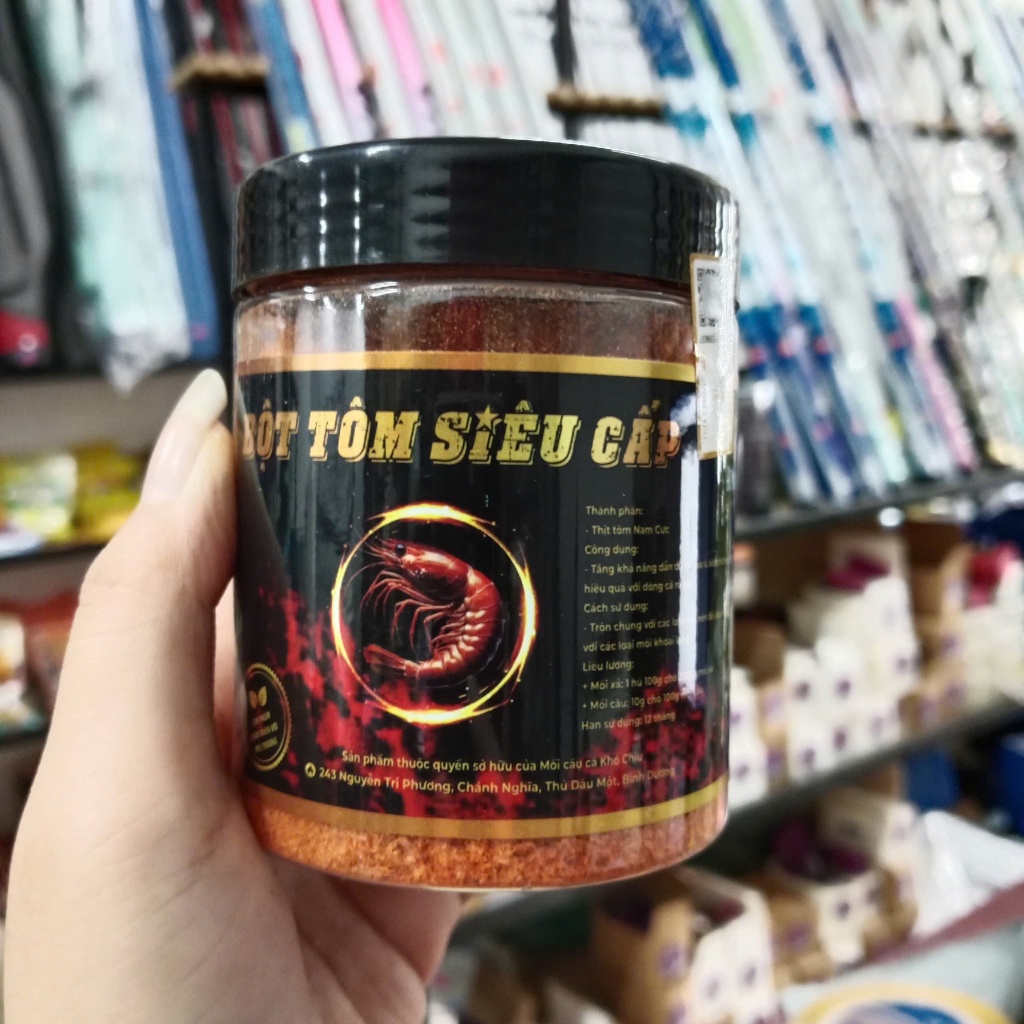 BỘT TÔM SIÊU CẤP
Thành phần:
- Thịt tôm Nam Cực
Công dụng:
- Tăng khả năng dẫn dụ
hiệu quả với dòng cá
Cách sử dụng:
- Trộn chung với các
với các loại mồi khoai
Liều lượng:
+ Mồi xả: 1 hũ 100g cho
+ Mồi câu: 10g cho 100g
Hạn sử dụng: 12 tháng
Sản phẩm thuộc quyền sở hữu của Mồi câu cá Khó Chịu
243 Nguyễn Tri Phương, Chánh Nghĩa, Thủ Dầu Một, Bình Dương